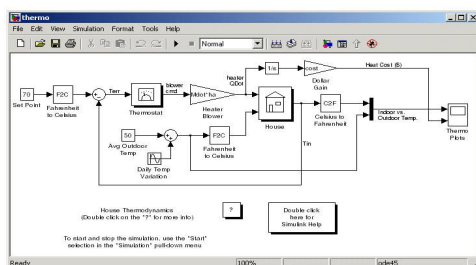 thermo
File Edit View Simulation Format Tools Help
Normal
1/s
cost
Heat Cost ($)
Dollar
Gain
heater
QDot
blower
cmd
70
Set Point
F2C
Fahrenheit
to Celsius
Terr
Thermostat
Mdot*ha
Heater
Blower
House
C2F
Celsius to
Fahrenheit
Indoor vs.
Outdoor Temp.
Thermo
Plots
50
Avg Outdoor
Temp
F2C
Fahrenheit
to Celsius
Daily Temp
Variation
Tin
House Thermodynamics
(Double click on the "?" for more info)
?
Double click
here for
Simulink Help
To start and stop the simulation, use the "Start"
selection in the "Simulation" pull-down menu
Ready
100%
ode45